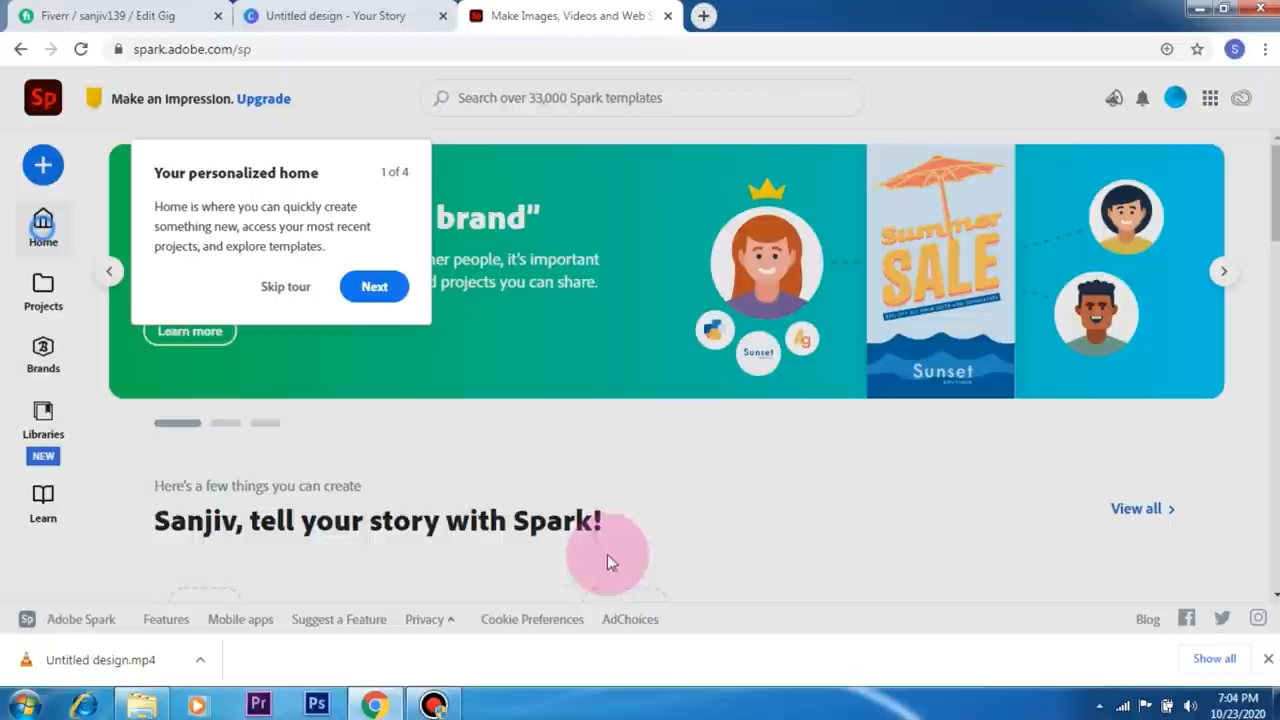 Fiverr / sanjiv139 / Edit Gig
Untitled design - Your Story
Make Images, Videos and Web S
spark.adobe.com/sp
S
Sp
Make an Impression. Upgrade
Search over 33,000 Spark templates
Your personalized home
1 of 4
Home is where you can quickly create
something new, access your most recent
projects, and explore templates.
Skip tour
Next
brand”
her people, it’s important
d projects you can share.
Learn more
Sunset
Ag
Summer
SALE
Sunset
Home
Projects
Brands
Libraries
NEW
Learn
Here's a few things you can create
Sanjiv, tell your story with Spark!
View all
Sp
Adobe Spark
Features
Mobile apps
Suggest a Feature
Privacy
Cookie Preferences
AdChoices
Blog
Untitled design.mp4
Show all
Pr
Ps
7:04 PM
10/23/2020